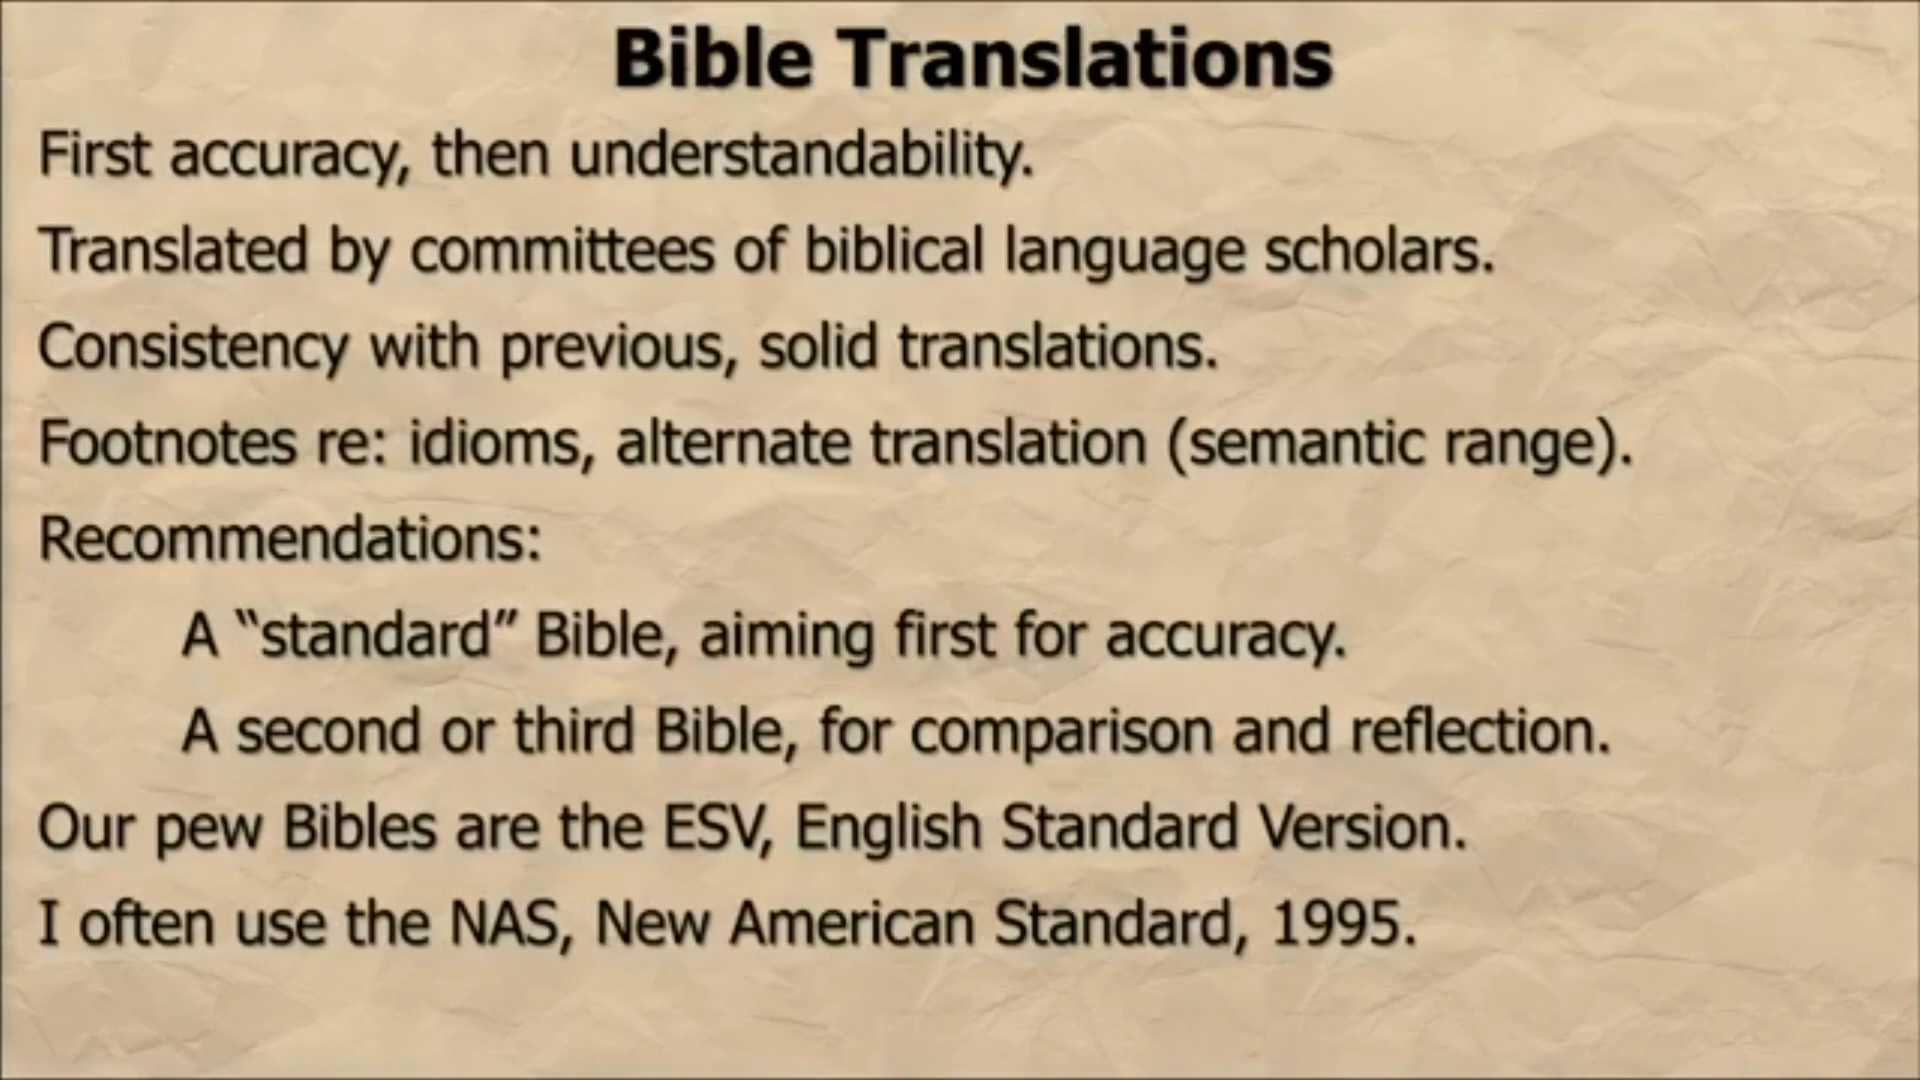 Bible Translations
First accuracy, then understandability.
Translated by committees of biblical language scholars.
Consistency with previous, solid translations.
Footnotes re: idioms, alternate translation (semantic range).
Recommendations:
A “standard” Bible, aiming first for accuracy.
A second or third Bible, for comparison and reflection.
Our pew Bibles are the ESV, English Standard Version.
I often use the NAS, New American Standard, 1995.